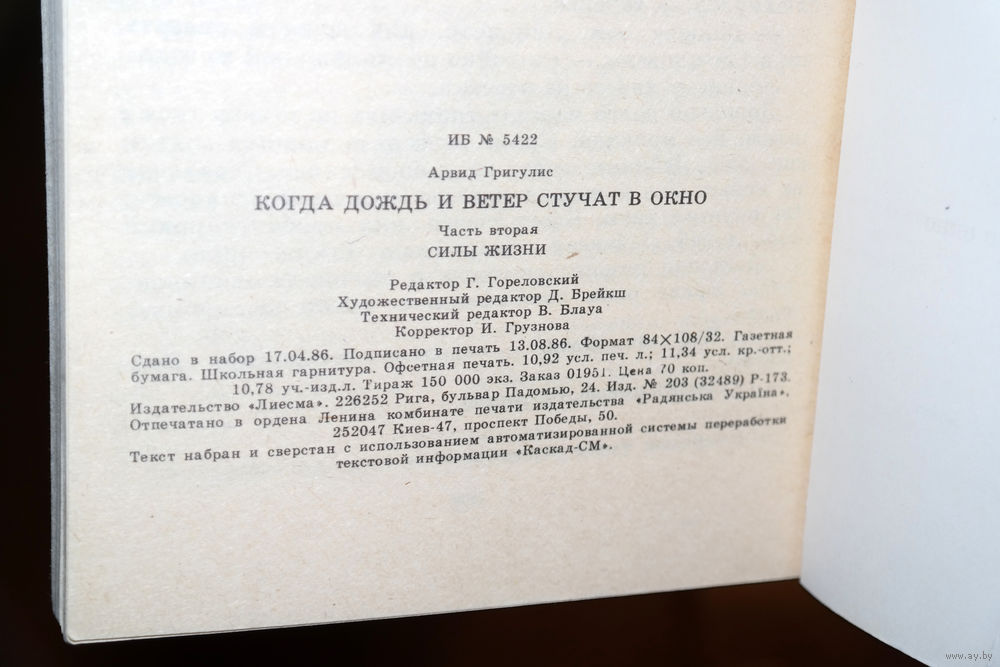 ИБ № 5422
Арвид Григулис
КОГДА ДОЖДЬ И ВЕТЕР СТУЧАТ В ОКНО
Часть вторая
СИЛЫ ЖИЗНИ
Редактор Г. Гореловский
Художественный редактор Д. Брейкш
Технический редактор В. Блауа
Корректор И. Грузнова
Сдано в набор 17.04.86. Подписано в печать 13.08.86. Формат 84×108/32. Газетная
бумага. Школьная гарнитура. Офсетная печать. 10,92 усл. печ. л.; 11,34 усл. кр.-отт.;
10,78 уч.-изд.л. Тираж 150 000 экз. Заказ 01951. Цена 70 коп.
Издательство «Лиесма». 226252 Рига, бульвар Падомью, 24. Изд. № 203 (32489) Р-173.
Отпечатано в ордена Ленина комбинате печати издательства «Радянська Україна».
252047 Киев-47, проспект Победы, 50.
Текст набран и сверстан с использованием автоматизированной системы переработки
текстовой информации «Каскад-СМ».
www.ay.by